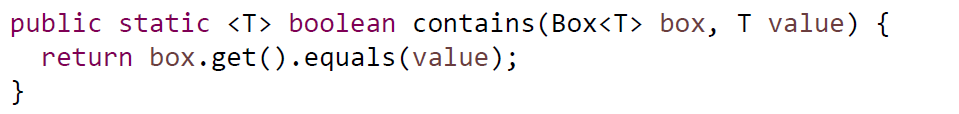 public static <T> boolean contains(Box<T> box, T value) {
  return box.get().equals(value);
}